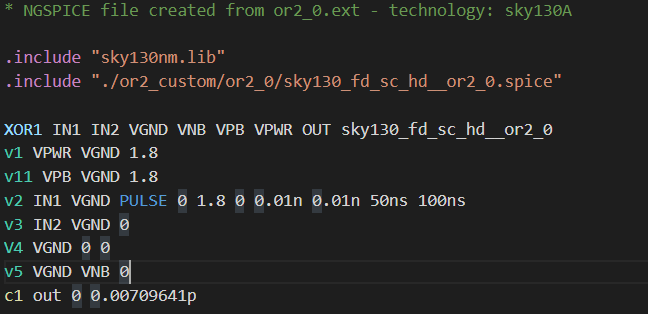 * NGSPICE file created from or2_0.ext - technology: sky130A
.include "sky130nm.lib"
.include "./or2_custom/or2_0/sky130_fd_sc_hd__or2_0.spice"
XOR1 IN1 IN2 VGND VNB VPB VPWR OUT sky130_fd_sc_hd__or2_0
v1 VPWR VGND 1.8
v11 VPB VGND 1.8
v2 IN1 VGND PULSE 0 1.8 0 0.01n 0.01n 50ns 100ns
v3 IN2 VGND 0
V4 VGND 0 0
v5 VGND VNB 0
c1 out 0 0.00709641p